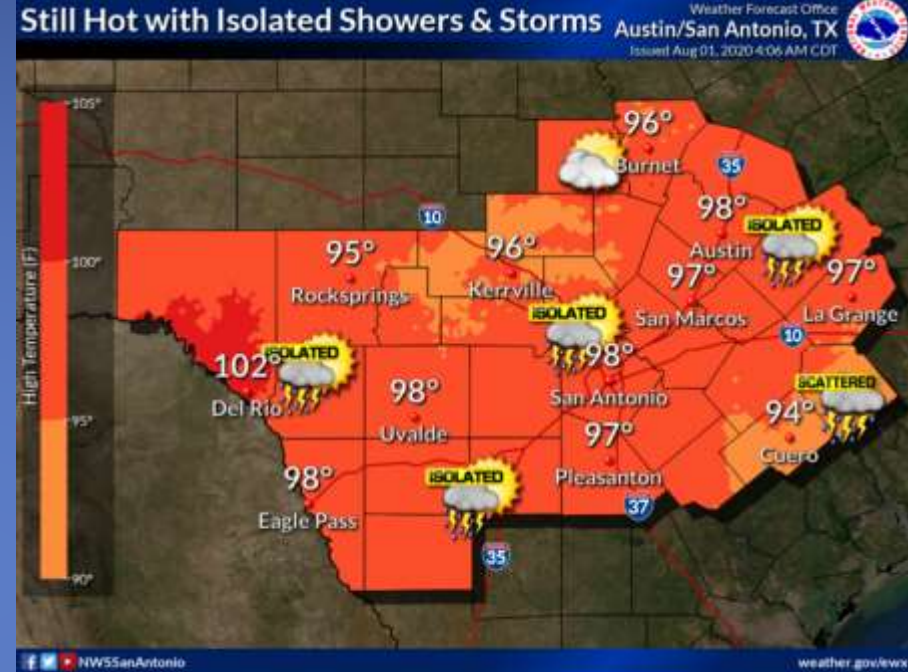 Still Hot with Isolated Showers & Storms
Weather Forecast Office
Austin/San Antonio, TX
Issued Aug 01, 2020 4:06 AM CDT
High Temperature (F)
105°
100°
95°
90°
96°
Burnet
35
98°
Austin
ISOLATED
10
95°
Rocksprings
96°
Kerrville
97°
San Marcos
97°
La Grange
ISOLATED
10
102°
Del Rio
ISOLATED
98°
San Antonio
98°
Uvalde
SCATTERED
94°
Cuero
97°
Pleasanton
98°
Eagle Pass
ISOLATED
37
35
NWSSanAntonio
weather.gov/ewx